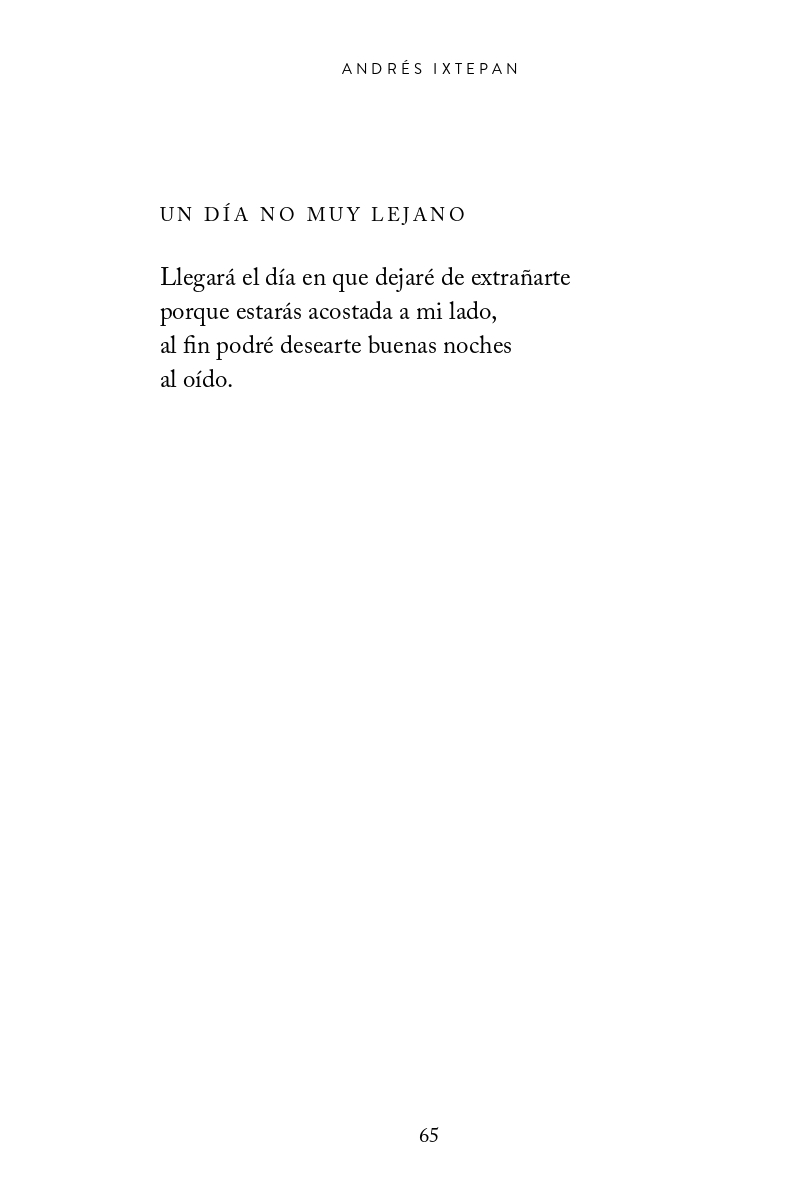 ANDRÉS IXTEPAN
UN DÍA NO MUY LEJANO
Llegará el día en que dejaré de extrañarte
porque estarás acostada a mi lado,
al fin podré desearte buenas noches
al oído.
65